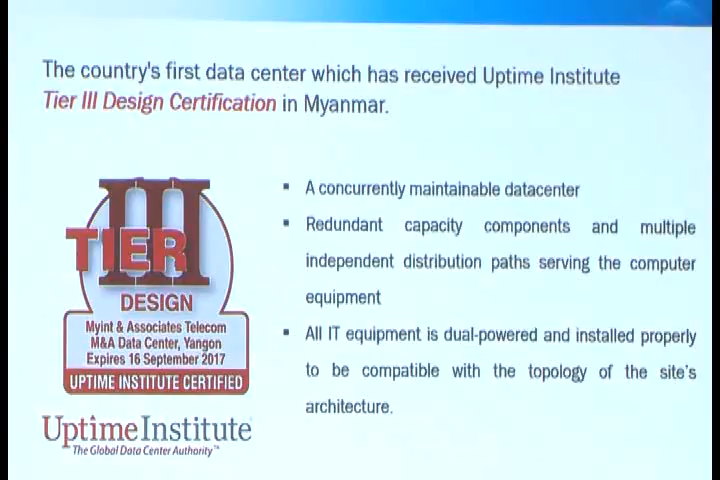 The country's first data center which has received Uptime Institute
Tier III Design Certification in Myanmar.
III
TIER
DESIGN
Myint & Associates Telecom
M&A Data Center, Yangon
Expires 16 September 2017
UPTIME INSTITUTE CERTIFIED
UptimeInstitute
The Global Data Center Authority™
▪ A concurrently maintainable datacenter
▪ Redundant capacity components and multiple
independent distribution paths serving the computer
equipment
▪ All IT equipment is dual-powered and installed properly
to be compatible with the topology of the site's
architecture.